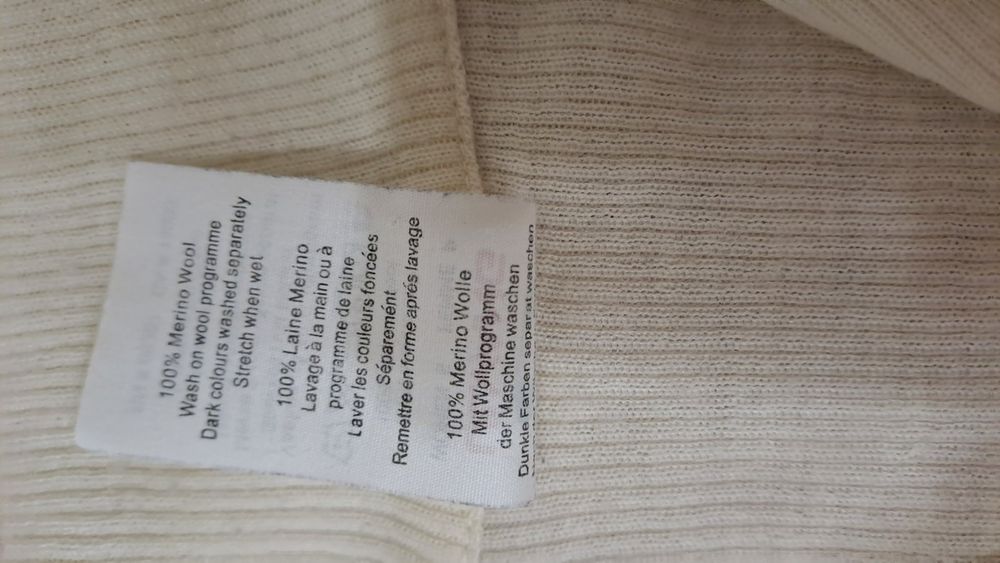 100% Merino Wool
Wash on wool programme
Dark colours washed separately
Stretch when wet
100% Laine Merino
Lavage à la main ou à
programme de laine
Laver les couleurs foncées
Séparemént
Remettre en forme aprés lavage
100% Merino Wolle
Mit Wollprogramm
der Maschine waschen
Dunkle Farben separat waschen